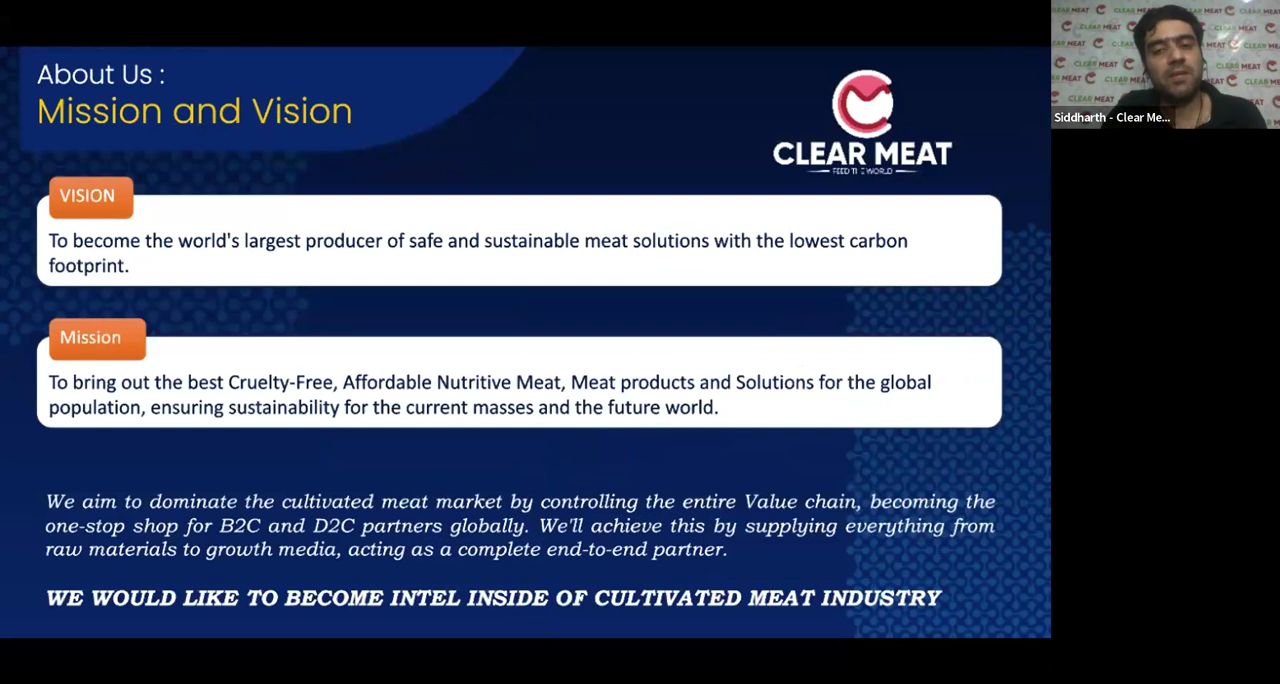 About Us :
Mission and Vision
CLEAR MEAT
VISION
To become the world's largest producer of safe and sustainable meat solutions with the lowest carbon
footprint.
Mission
To bring out the best Cruelty-Free, Affordable Nutritive Meat, Meat products and Solutions for the global
population, ensuring sustainability for the current masses and the future world.
We aim to dominate the cultivated meat market by controlling the entire Value chain, becoming the
one-stop shop for B2C and D2C partners globally. We'll achieve this by supplying everything from
raw materials to growth media, acting as a complete end-to-end partner.
WE WOULD LIKE TO BECOME INTEL INSIDE OF CULTIVATED MEAT INDUSTRY
CLEAR MEAT
Siddharth - Clear Me...